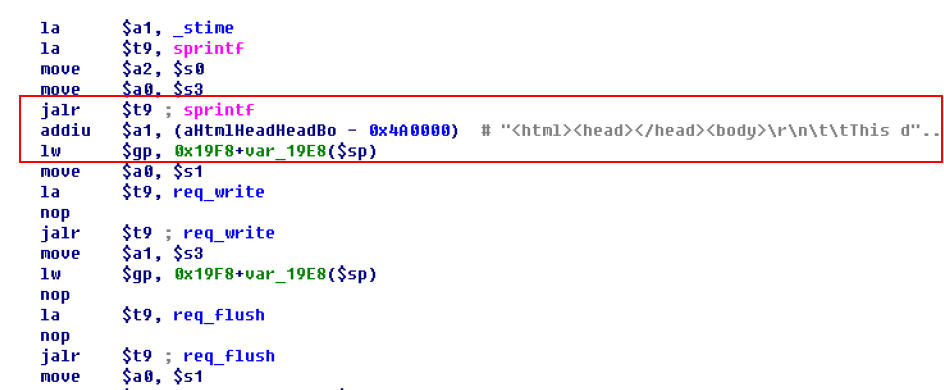 la $a1, _stime
la $t9, sprintf
move $a2, $s0
move $a0, $s3
jalr $t9 ; sprintf
addiu $a1, (aHtmlHeadHeadBo - 0x4A0000) # "<html><head></head><body>\r\n\t\tThis d"..
lw $gp, 0x19F8+var_19E8($sp)
move $a0, $s1
la $t9, req_write
nop
jalr $t9 ; req_write
move $a1, $s3
lw $gp, 0x19F8+var_19E8($sp)
nop
la $t9, req_flush
nop
jalr $t9 ; req_flush
move $a0, $s1